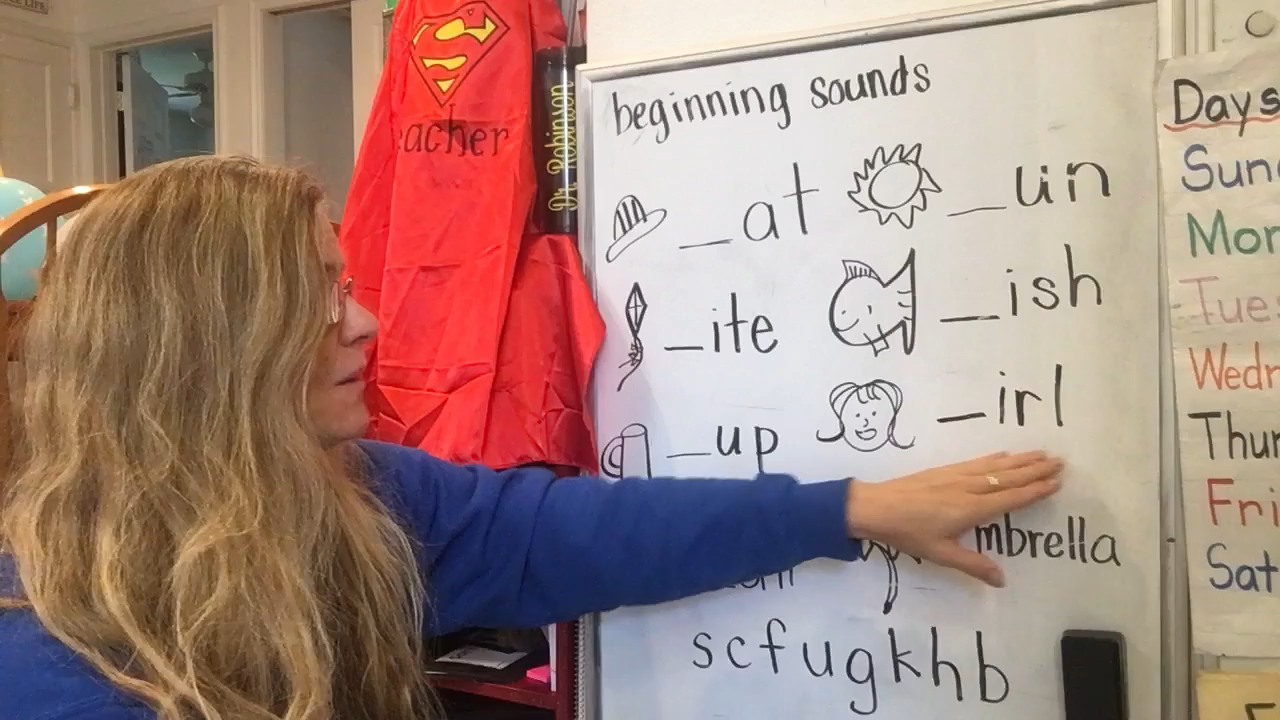 beginning sounds
_at _un
_ite _ish
_up _irl
mbrella
scfugkhb
S
eacher
Dr. Robinson
Days
Sun
Mon
Tues
Wedn
Thur
Fri
Sat